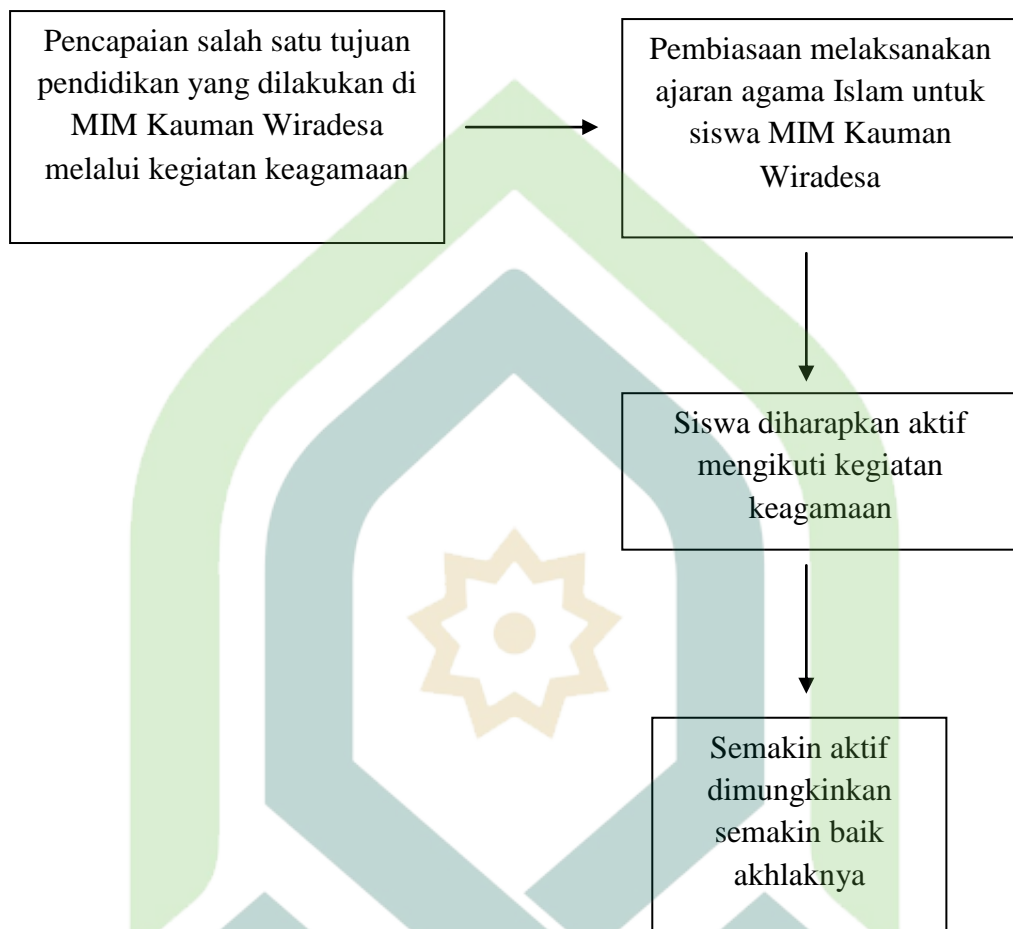 Pencapaian salah satu tujuan
pendidikan yang dilakukan di
MIM Kauman Wiradesa
melalui kegiatan keagamaan
Pembiasaan melaksanakan
ajaran agama Islam untuk
siswa MIM Kauman
Wiradesa
Siswa diharapkan aktif
mengikuti kegiatan
keagamaan
Semakin aktif
dimungkinkan
semakin baik
akhlaknya